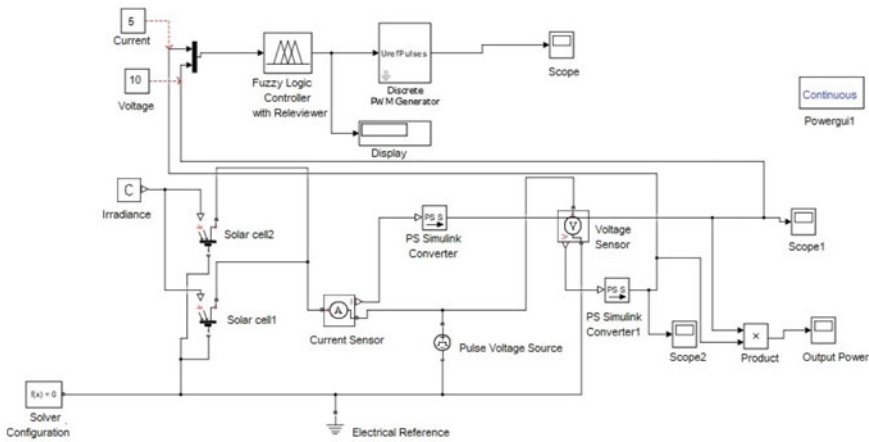 5
Current
10
Voltage
Fuzzy Logic
Controller
with Releviewer
Uref Pulses
Discrete
PWM Generator
Scope
Display
Continuous
Powergui1
C
Irradiance
Solar cell2
PS S
PS Simulink
Converter
V
Voltage
Sensor
Scope1
Solar cell1
A
I
Current Sensor
PS S
PS Simulink
Converter1
Pulse Voltage Source
Scope2
×
Product
Output Power
f(x) = 0
Solver
Configuration
Electrical Reference